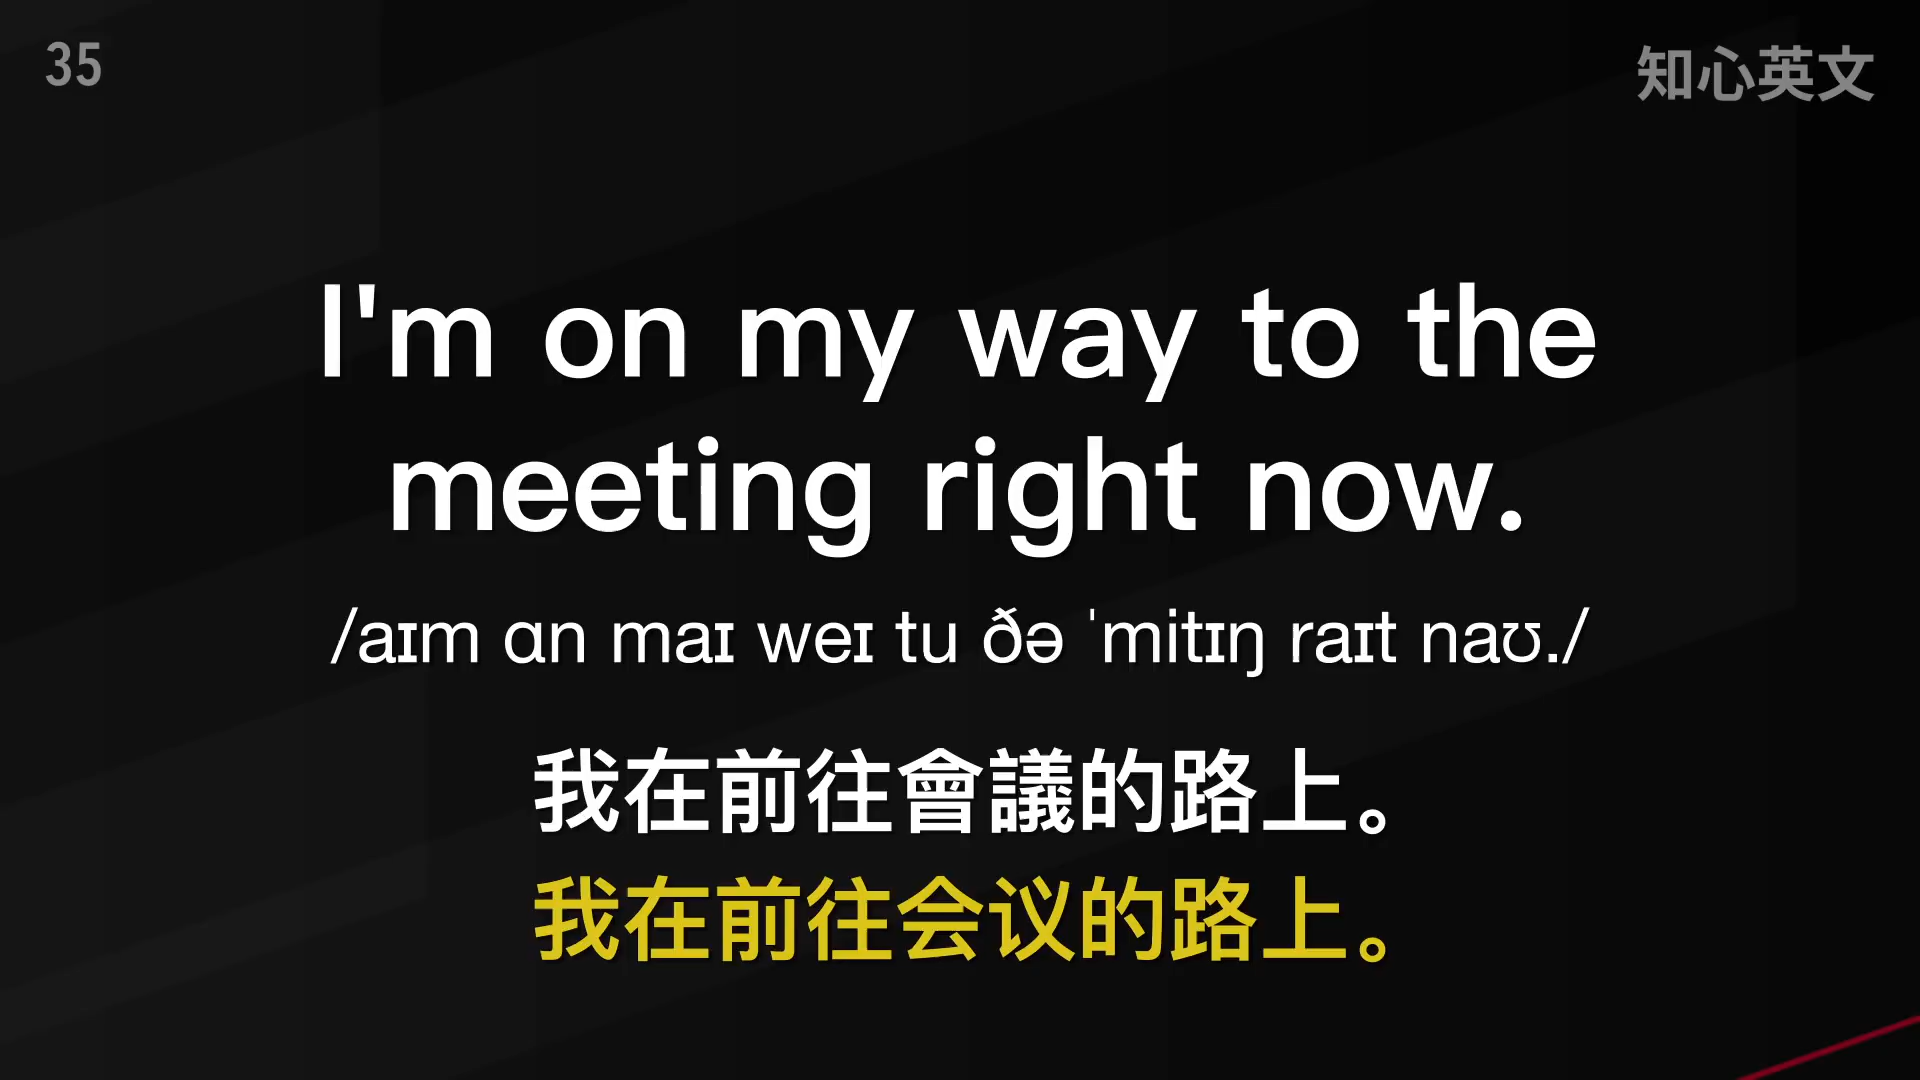 35
知心英文
I'm on my way to the
meeting right now.
/aɪm ɑn maɪ weɪ tu ðə ˈmitɪŋ raɪt naʊ./
我在前往會議的路上。
我在前往会议的路上。